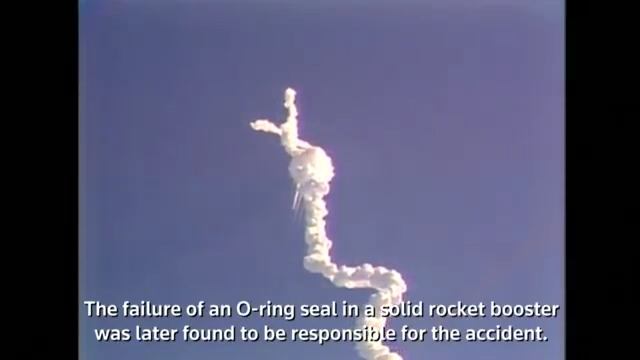 The failure of an O-ring seal in a solid rocket booster
was later found to be responsible for the accident.